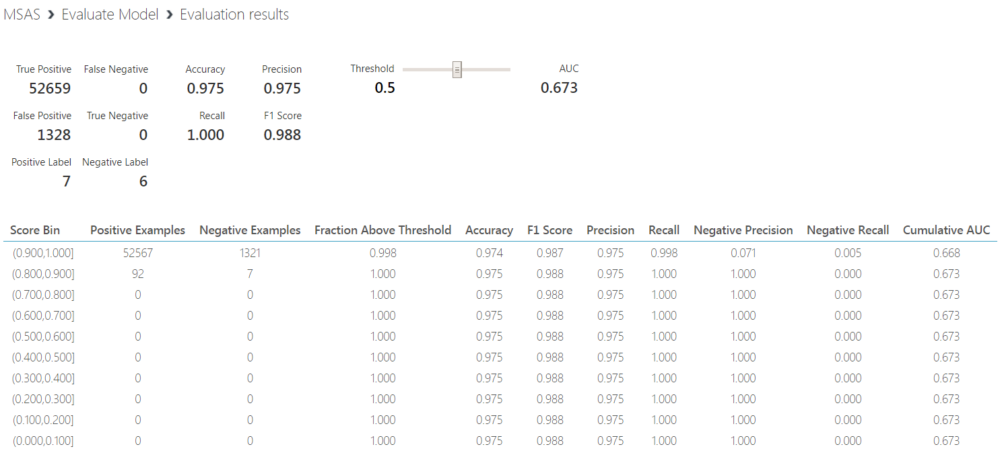 MSAS > Evaluate Model > Evaluation results
True Positive False Negative Accuracy Precision Threshold AUC
52659 0 0.975 0.975 0.5 0.673
False Positive True Negative Recall F1 Score
1328 0 1.000 0.988
Positive Label Negative Label
7 6
Score Bin Positive Examples Negative Examples Fraction Above Threshold Accuracy F1 Score Precision Recall Negative Precision Negative Recall Cumulative AUC
(0.900,1.000] 52567 1321 0.998 0.974 0.987 0.975 0.998 0.071 0.005 0.668
(0.800,0.900] 92 7 1.000 0.975 0.988 0.975 1.000 1.000 0.000 0.673
(0.700,0.800] 0 0 1.000 0.975 0.988 0.975 1.000 1.000 0.000 0.673
(0.600,0.700] 0 0 1.000 0.975 0.988 0.975 1.000 1.000 0.000 0.673
(0.500,0.600] 0 0 1.000 0.975 0.988 0.975 1.000 1.000 0.000 0.673
(0.400,0.500] 0 0 1.000 0.975 0.988 0.975 1.000 1.000 0.000 0.673
(0.300,0.400] 0 0 1.000 0.975 0.988 0.975 1.000 1.000 0.000 0.673
(0.200,0.300] 0 0 1.000 0.975 0.988 0.975 1.000 1.000 0.000 0.673
(0.100,0.200] 0 0 1.000 0.975 0.988 0.975 1.000 1.000 0.000 0.673
(0.000,0.100] 0 0 1.000 0.975 0.988 0.975 1.000 1.000 0.000 0.673